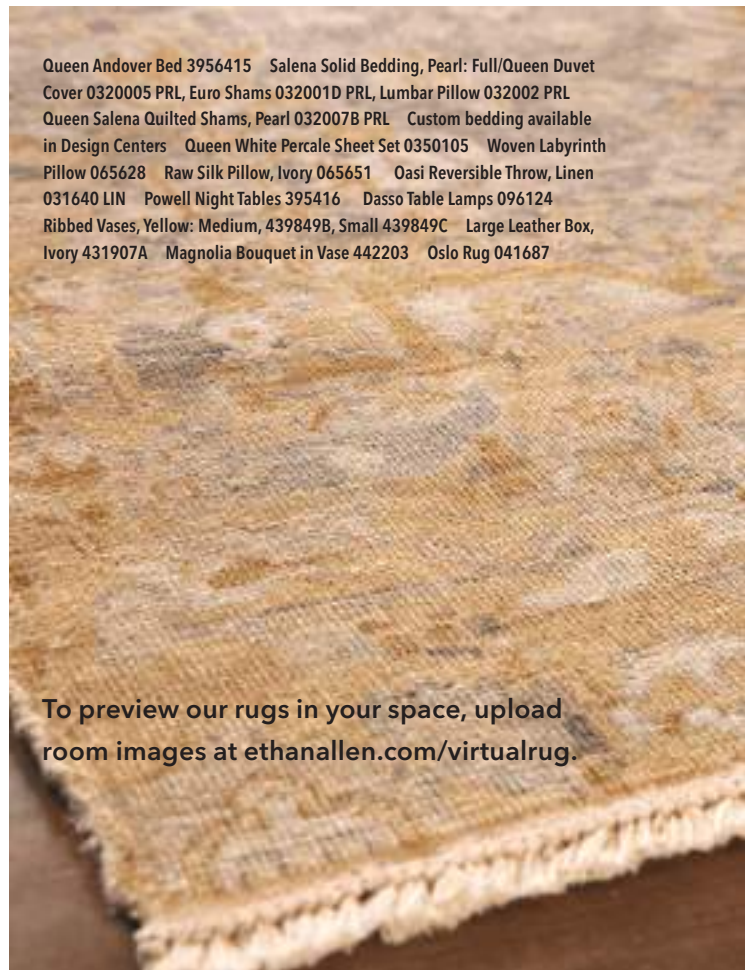 Queen Andover Bed 3956415 Salena Solid Bedding, Pearl: Full/Queen Duvet
Cover 0320005 PRL, Euro Shams 032001D PRL, Lumbar Pillow 032002 PRL
Queen Salena Quilted Shams, Pearl 032007B PRL Custom bedding available
in Design Centers Queen White Percale Sheet Set 0350105 Woven Labyrinth
Pillow 065628 Raw Silk Pillow, Ivory 065651 Oasi Reversible Throw, Linen
031640 LIN Powell Night Tables 395416 Dasso Table Lamps 096124
Ribbed Vases, Yellow: Medium, 439849B, Small 439849C Large Leather Box,
Ivory 431907A Magnolia Bouquet in Vase 442203 Oslo Rug 041687
To preview our rugs in your space, upload
room images at ethanallen.com/virtualrug.